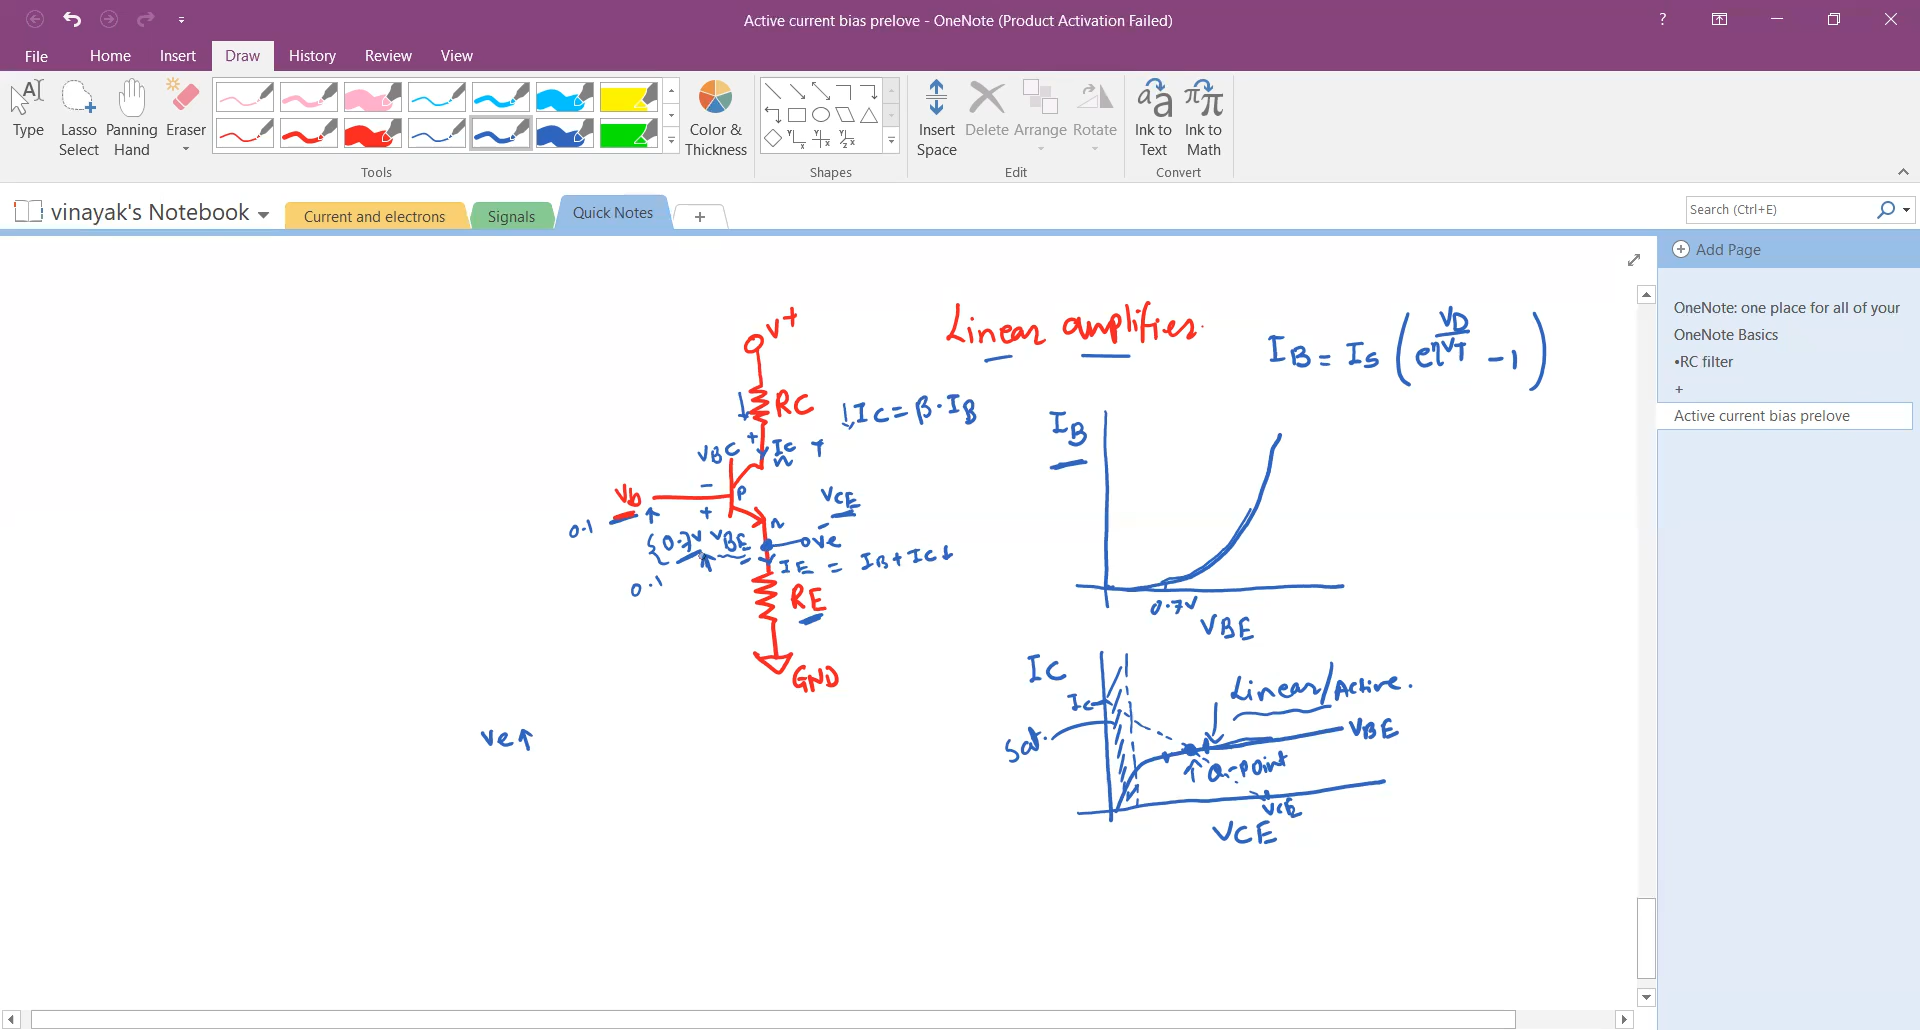 Active current bias prelove - OneNote (Product Activation Failed)
?
File Home Insert Draw History Review View
Type
Lasso Select
Panning Hand
Eraser
Color & Thickness
Insert Space
Delete
Arrange
Rotate
Ink to Text
Ink to Math
Tools
Shapes
Edit
Convert
vinayak's Notebook
Current and electrons
Signals
Quick Notes
+
Search (Ctrl+E)
Add Page
OneNote: one place for all of your
OneNote Basics
•RC filter
+
Active current bias prelove
V+
Linear amplifier.
IB = IS (e^(VD/ηVT) - 1)
RC
↓IC = β·IB
VBC
+
IC
-
Vb
P
VCE
0.1
↑
+
n
-
{0.7V VBE
ve
IE = IB + IC↓
0.1
RE
GND
ve↑
IB
0.7V
VBE
IC
IC
Linear/Active.
Sat.
VBE
Q-point
VCE
VCE